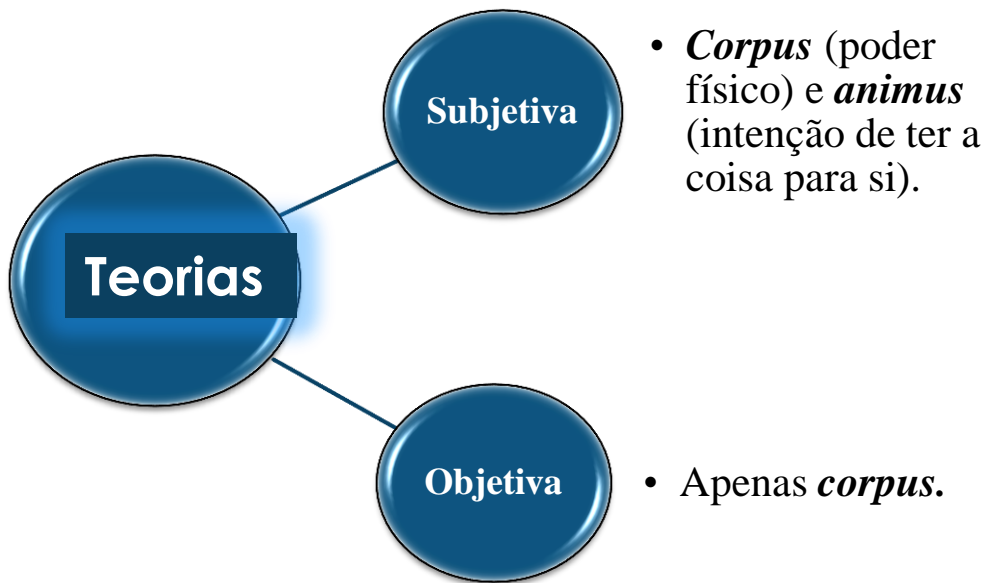 Teorias
Subjetiva
• Corpus (poder
físico) e animus
(intenção de ter a
coisa para si).
Objetiva
• Apenas corpus.